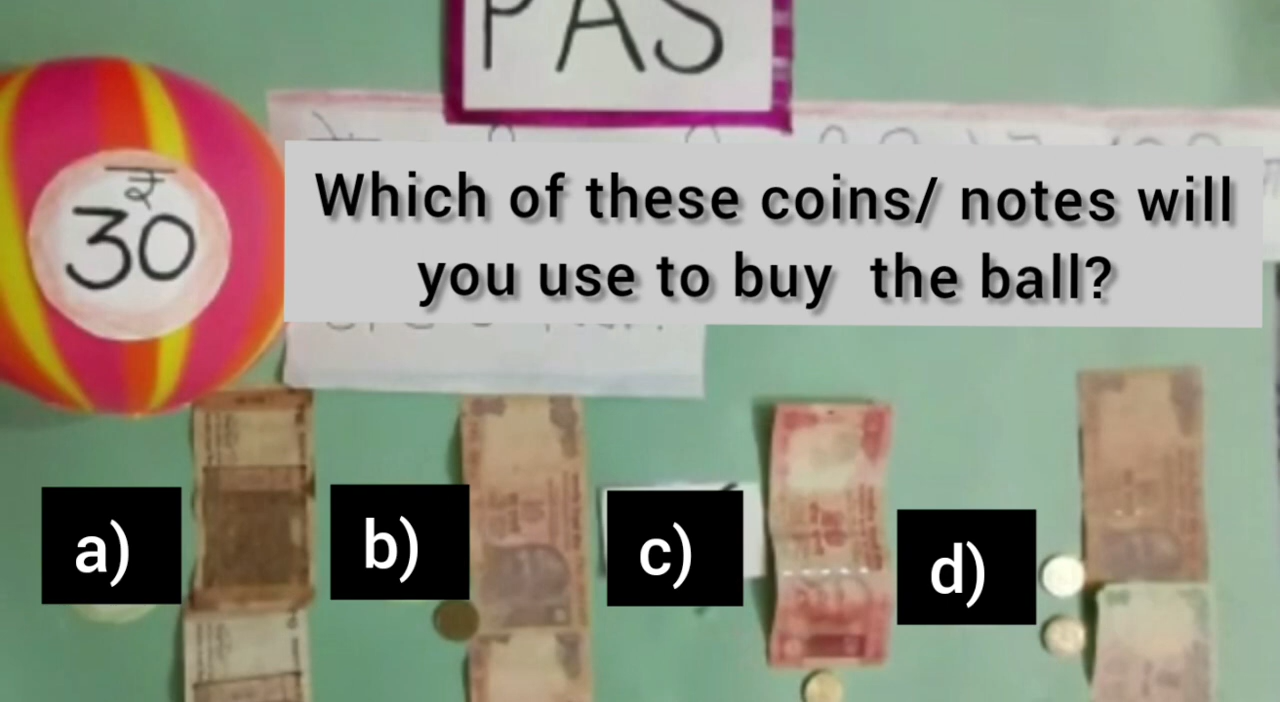 PAS
₹
30
Which of these coins/ notes will
you use to buy the ball?
a)
b)
c)
d)